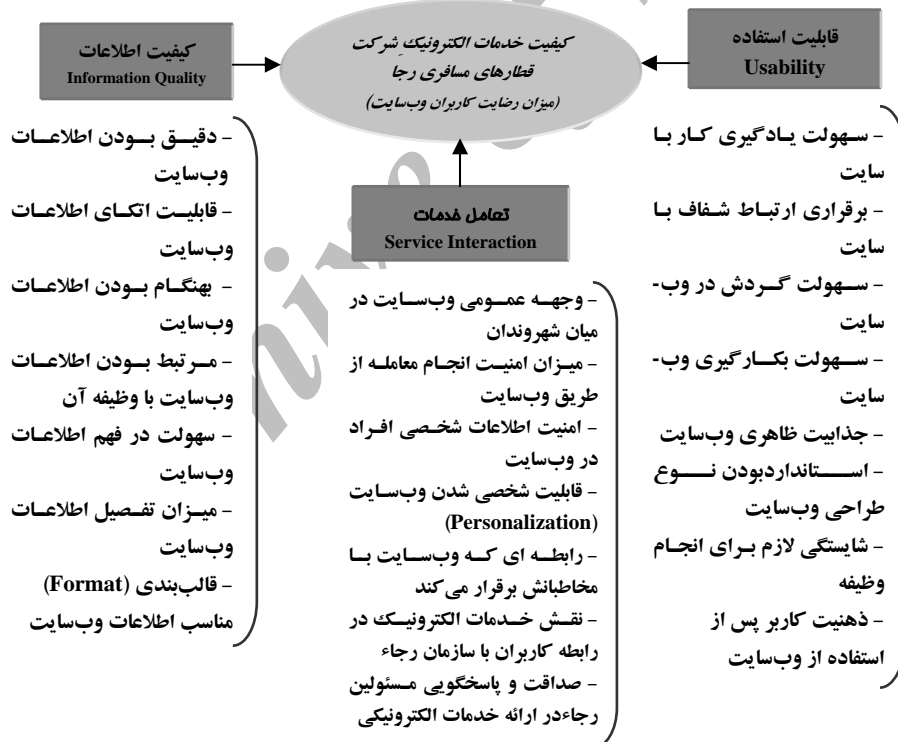 قابلیت استفاده
Usability
کیفیت خدمات الکترونیکِ شرکت
قطارهای مسافری رجا
(میزان رضایت کاربران وب‌سایت)
کیفیت اطلاعات
Information Quality
تعامل خدمات
Service Interaction
- سهولت یادگیری کار با
سایت
- برقراری ارتباط شفاف با
سایت
- سهولت گردش در وب-
سایت
- سهولت بکارگیری وب-
سایت
- جذابیت ظاهری وب‌سایت
- استانداردبودن نوع
طراحی وب‌سایت
- شایستگی لازم برای انجام
وظیفه
- ذهنیت کاربر پس از
استفاده از وب‌سایت
- وجهه عمومی وب‌سایت در
میان شهروندان
- میزان امنیت انجام معامله از
طریق وب‌سایت
- امنیت اطلاعات شخصی افراد
در وب‌سایت
- قابلیت شخصی شدن وب‌سایت
(Personalization)
- رابطه ای که وب‌سایت با
مخاطبانش برقرار می‌کند
- نقش خدمات الکترونیک در
رابطه کاربران با سازمان رجاء
- صداقت و پاسخگویی مسئولین
رجاءدر ارائه خدمات الکترونیکی
- دقیق بودن اطلاعات
وب‌سایت
- قابلیت اتکای اطلاعات
وب‌سایت
- بهنگام بودن اطلاعات
وب‌سایت
- مرتبط بودن اطلاعات
وب‌سایت با وظیفه آن
- سهولت در فهم اطلاعات
وب‌سایت
- میزان تفصیل اطلاعات
وب‌سایت
- قالب‌بندی (Format)
مناسب اطلاعات وب‌سایت